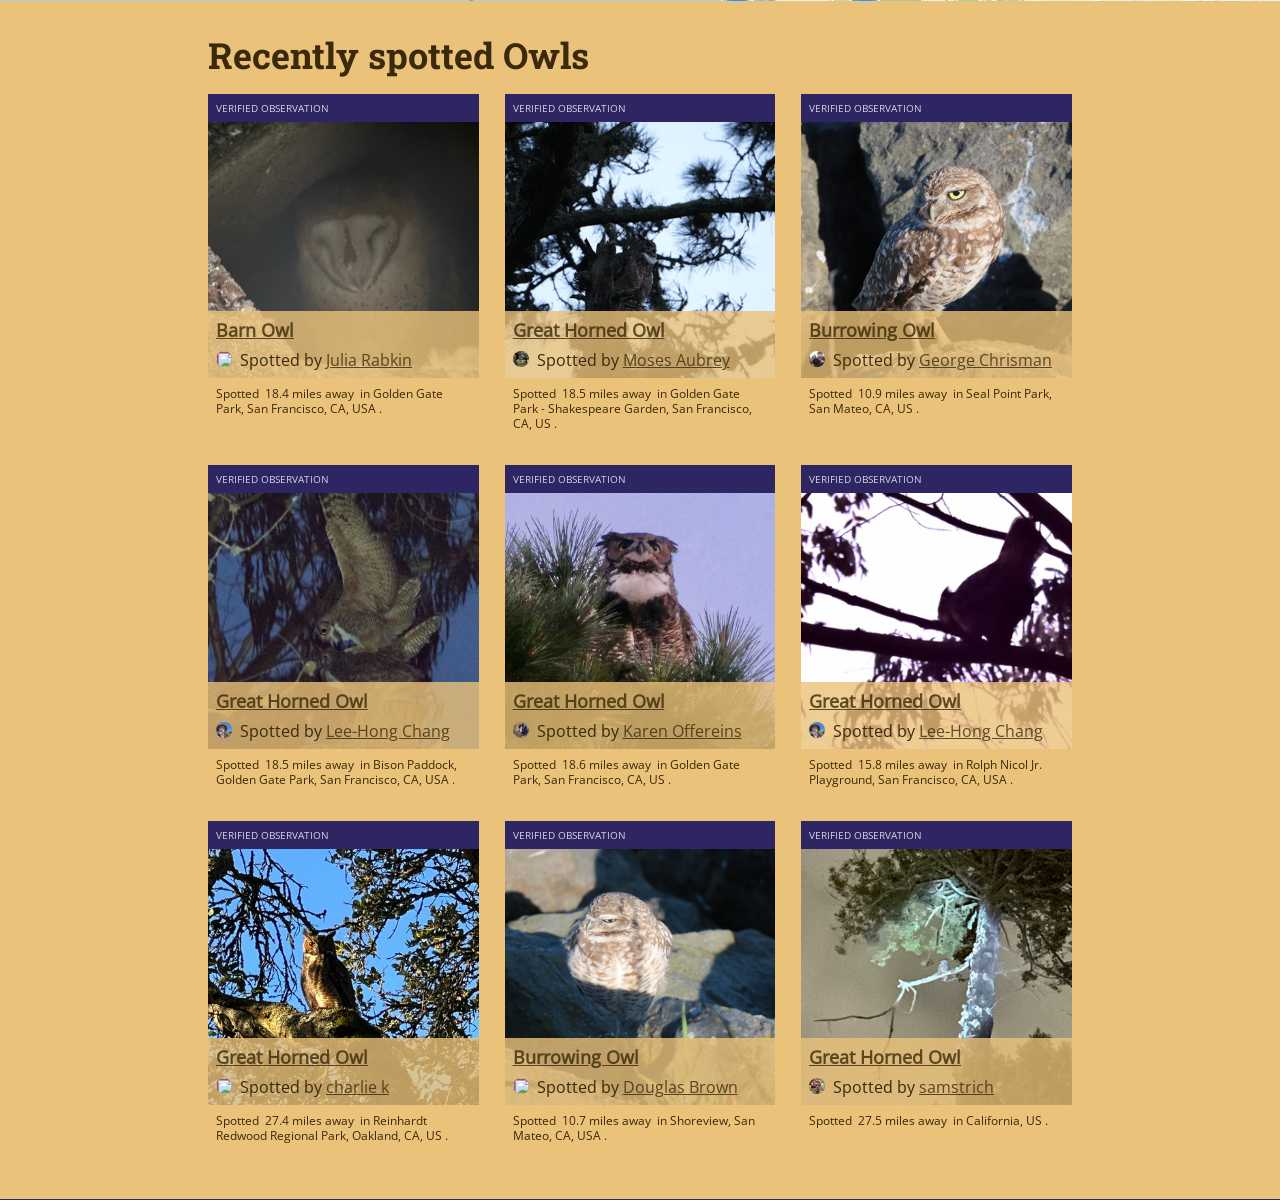 Recently spotted Owls
VERIFIED OBSERVATION
Barn Owl
Spotted by Julia Rabkin
Spotted 18.4 miles away in Golden Gate
Park, San Francisco, CA, USA .
VERIFIED OBSERVATION
Great Horned Owl
Spotted by Moses Aubrey
Spotted 18.5 miles away in Golden Gate
Park - Shakespeare Garden, San Francisco,
CA, US .
VERIFIED OBSERVATION
Burrowing Owl
Spotted by George Chrisman
Spotted 10.9 miles away in Seal Point Park,
San Mateo, CA, US .
VERIFIED OBSERVATION
Great Horned Owl
Spotted by Lee-Hong Chang
Spotted 18.5 miles away in Bison Paddock,
Golden Gate Park, San Francisco, CA, USA .
VERIFIED OBSERVATION
Great Horned Owl
Spotted by Karen Offereins
Spotted 18.6 miles away in Golden Gate
Park, San Francisco, CA, US .
VERIFIED OBSERVATION
Great Horned Owl
Spotted by Lee-Hong Chang
Spotted 15.8 miles away in Rolph Nicol Jr.
Playground, San Francisco, CA, USA .
VERIFIED OBSERVATION
Great Horned Owl
Spotted by charlie k
Spotted 27.4 miles away in Reinhardt
Redwood Regional Park, Oakland, CA, US .
VERIFIED OBSERVATION
Burrowing Owl
Spotted by Douglas Brown
Spotted 10.7 miles away in Shoreview, San
Mateo, CA, USA .
VERIFIED OBSERVATION
Great Horned Owl
Spotted by samstrich
Spotted 27.5 miles away in California, US .